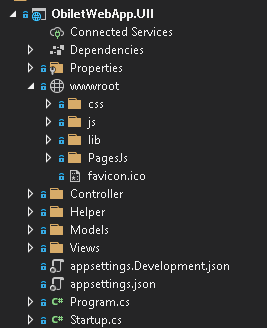 ObiletWebApp.UII
Connected Services
Dependencies
Properties
wwwroot
css
js
lib
PagesJs
favicon.ico
Controller
Helper
Models
Views
appsettings.Development.json
appsettings.json
C# Program.cs
C# Startup.cs